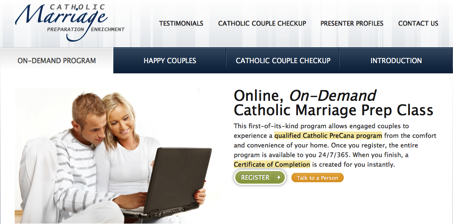 CATHOLIC
Marriage
PREPARATION ENRICHMENT
TESTIMONIALS CATHOLIC COUPLE CHECKUP PRESENTER PROFILES CONTACT US
ON-DEMAND PROGRAM HAPPY COUPLES CATHOLIC COUPLE CHECKUP INTRODUCTION
Online, On-Demand
Catholic Marriage Prep Class
This first-of-its-kind program allows engaged couples to
experience a qualified Catholic PreCana program from the comfort
and convenience of your home. Once you register, the entire
program is available to you 24/7/365. When you finish, a
Certificate of Completion is created for you instantly.
REGISTER Talk to a Person